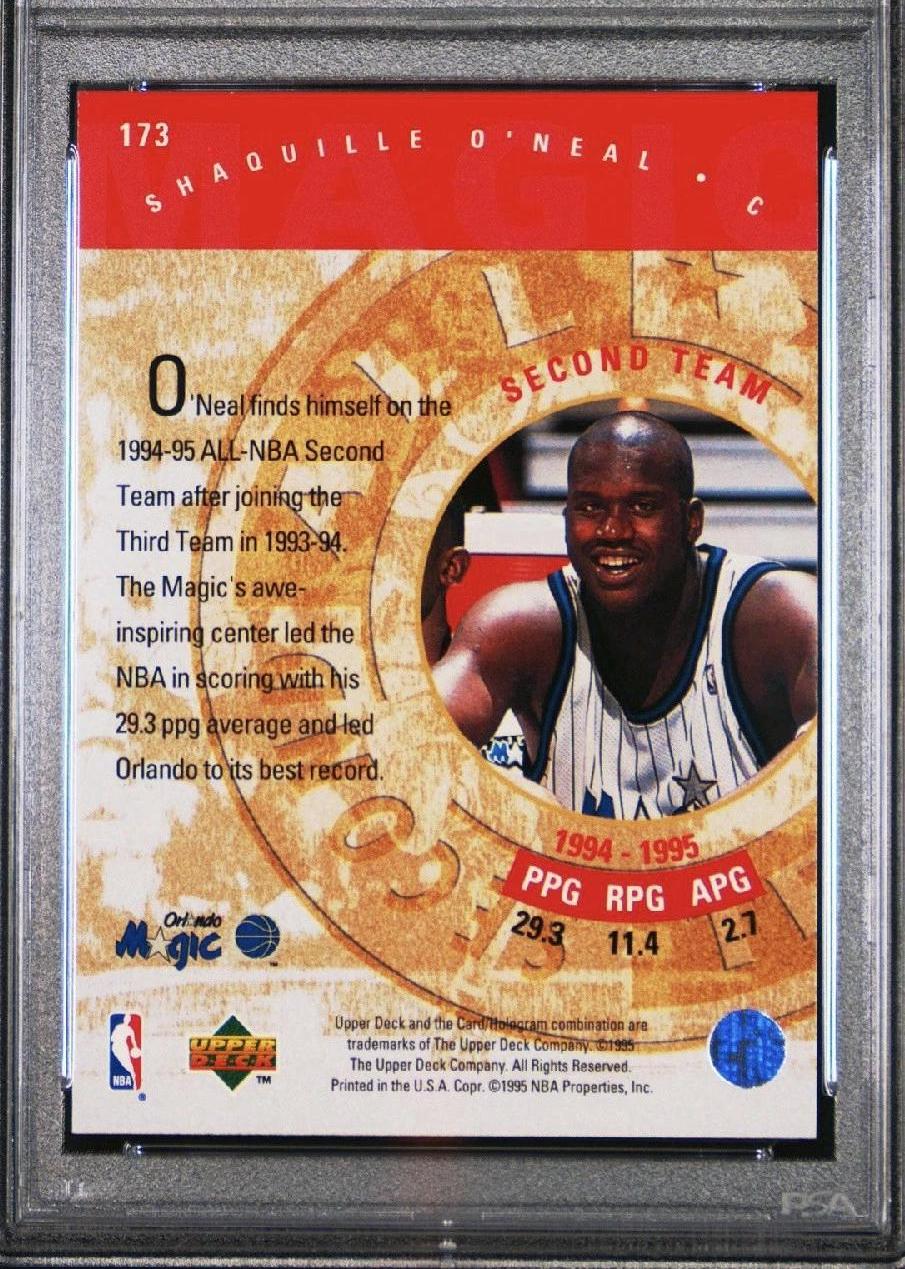 173
SHAQUILLE O'NEAL • C
MAGIC
SECOND TEAM
O'Neal finds himself on the
1994-95 ALL-NBA Second
Team after joining the
Third Team in 1993-94.
The Magic's awe-
inspiring center led the
NBA in scoring with his
29.3 ppg average and led
Orlando to its best record.
1994 - 1995
PPG RPG APG
29.3 11.4 2.7
Orlando
Magic
NBA
UPPER
DECK
TM
Upper Deck and the Card/Hologram combination are
trademarks of The Upper Deck Company. ©1995
The Upper Deck Company. All Rights Reserved.
Printed in the U.S.A. Copr. ©1995 NBA Properties, Inc.
PSA